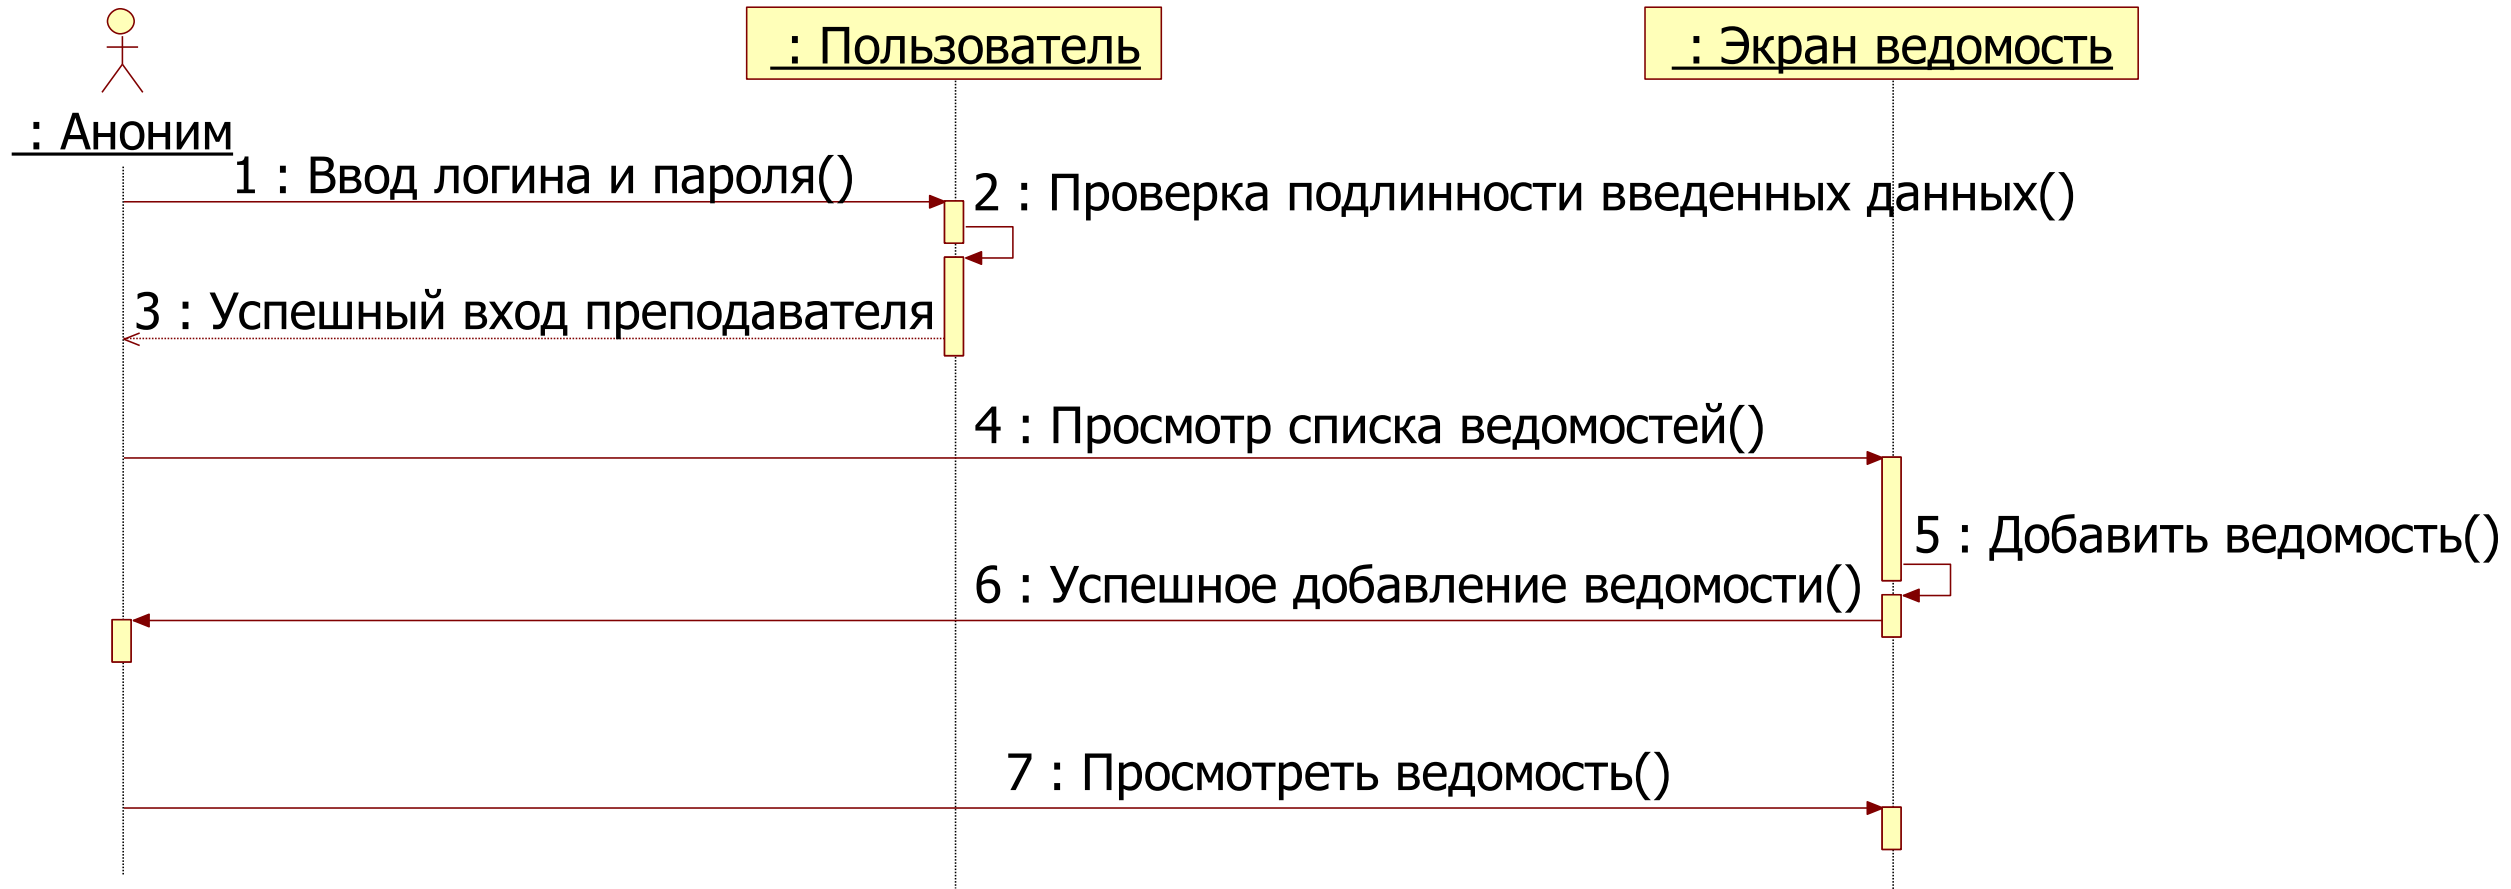 : Пользователь
: Экран ведомость
: Аноним
1 : Ввод логина и пароля()
2 : Проверка подлиности введенных данных()
3 : Успешный вход преподавателя
4 : Просмотр списка ведомостей()
5 : Добавить ведомость()
6 : Успешное добавление ведомости()
7 : Просмотреть ведомость()